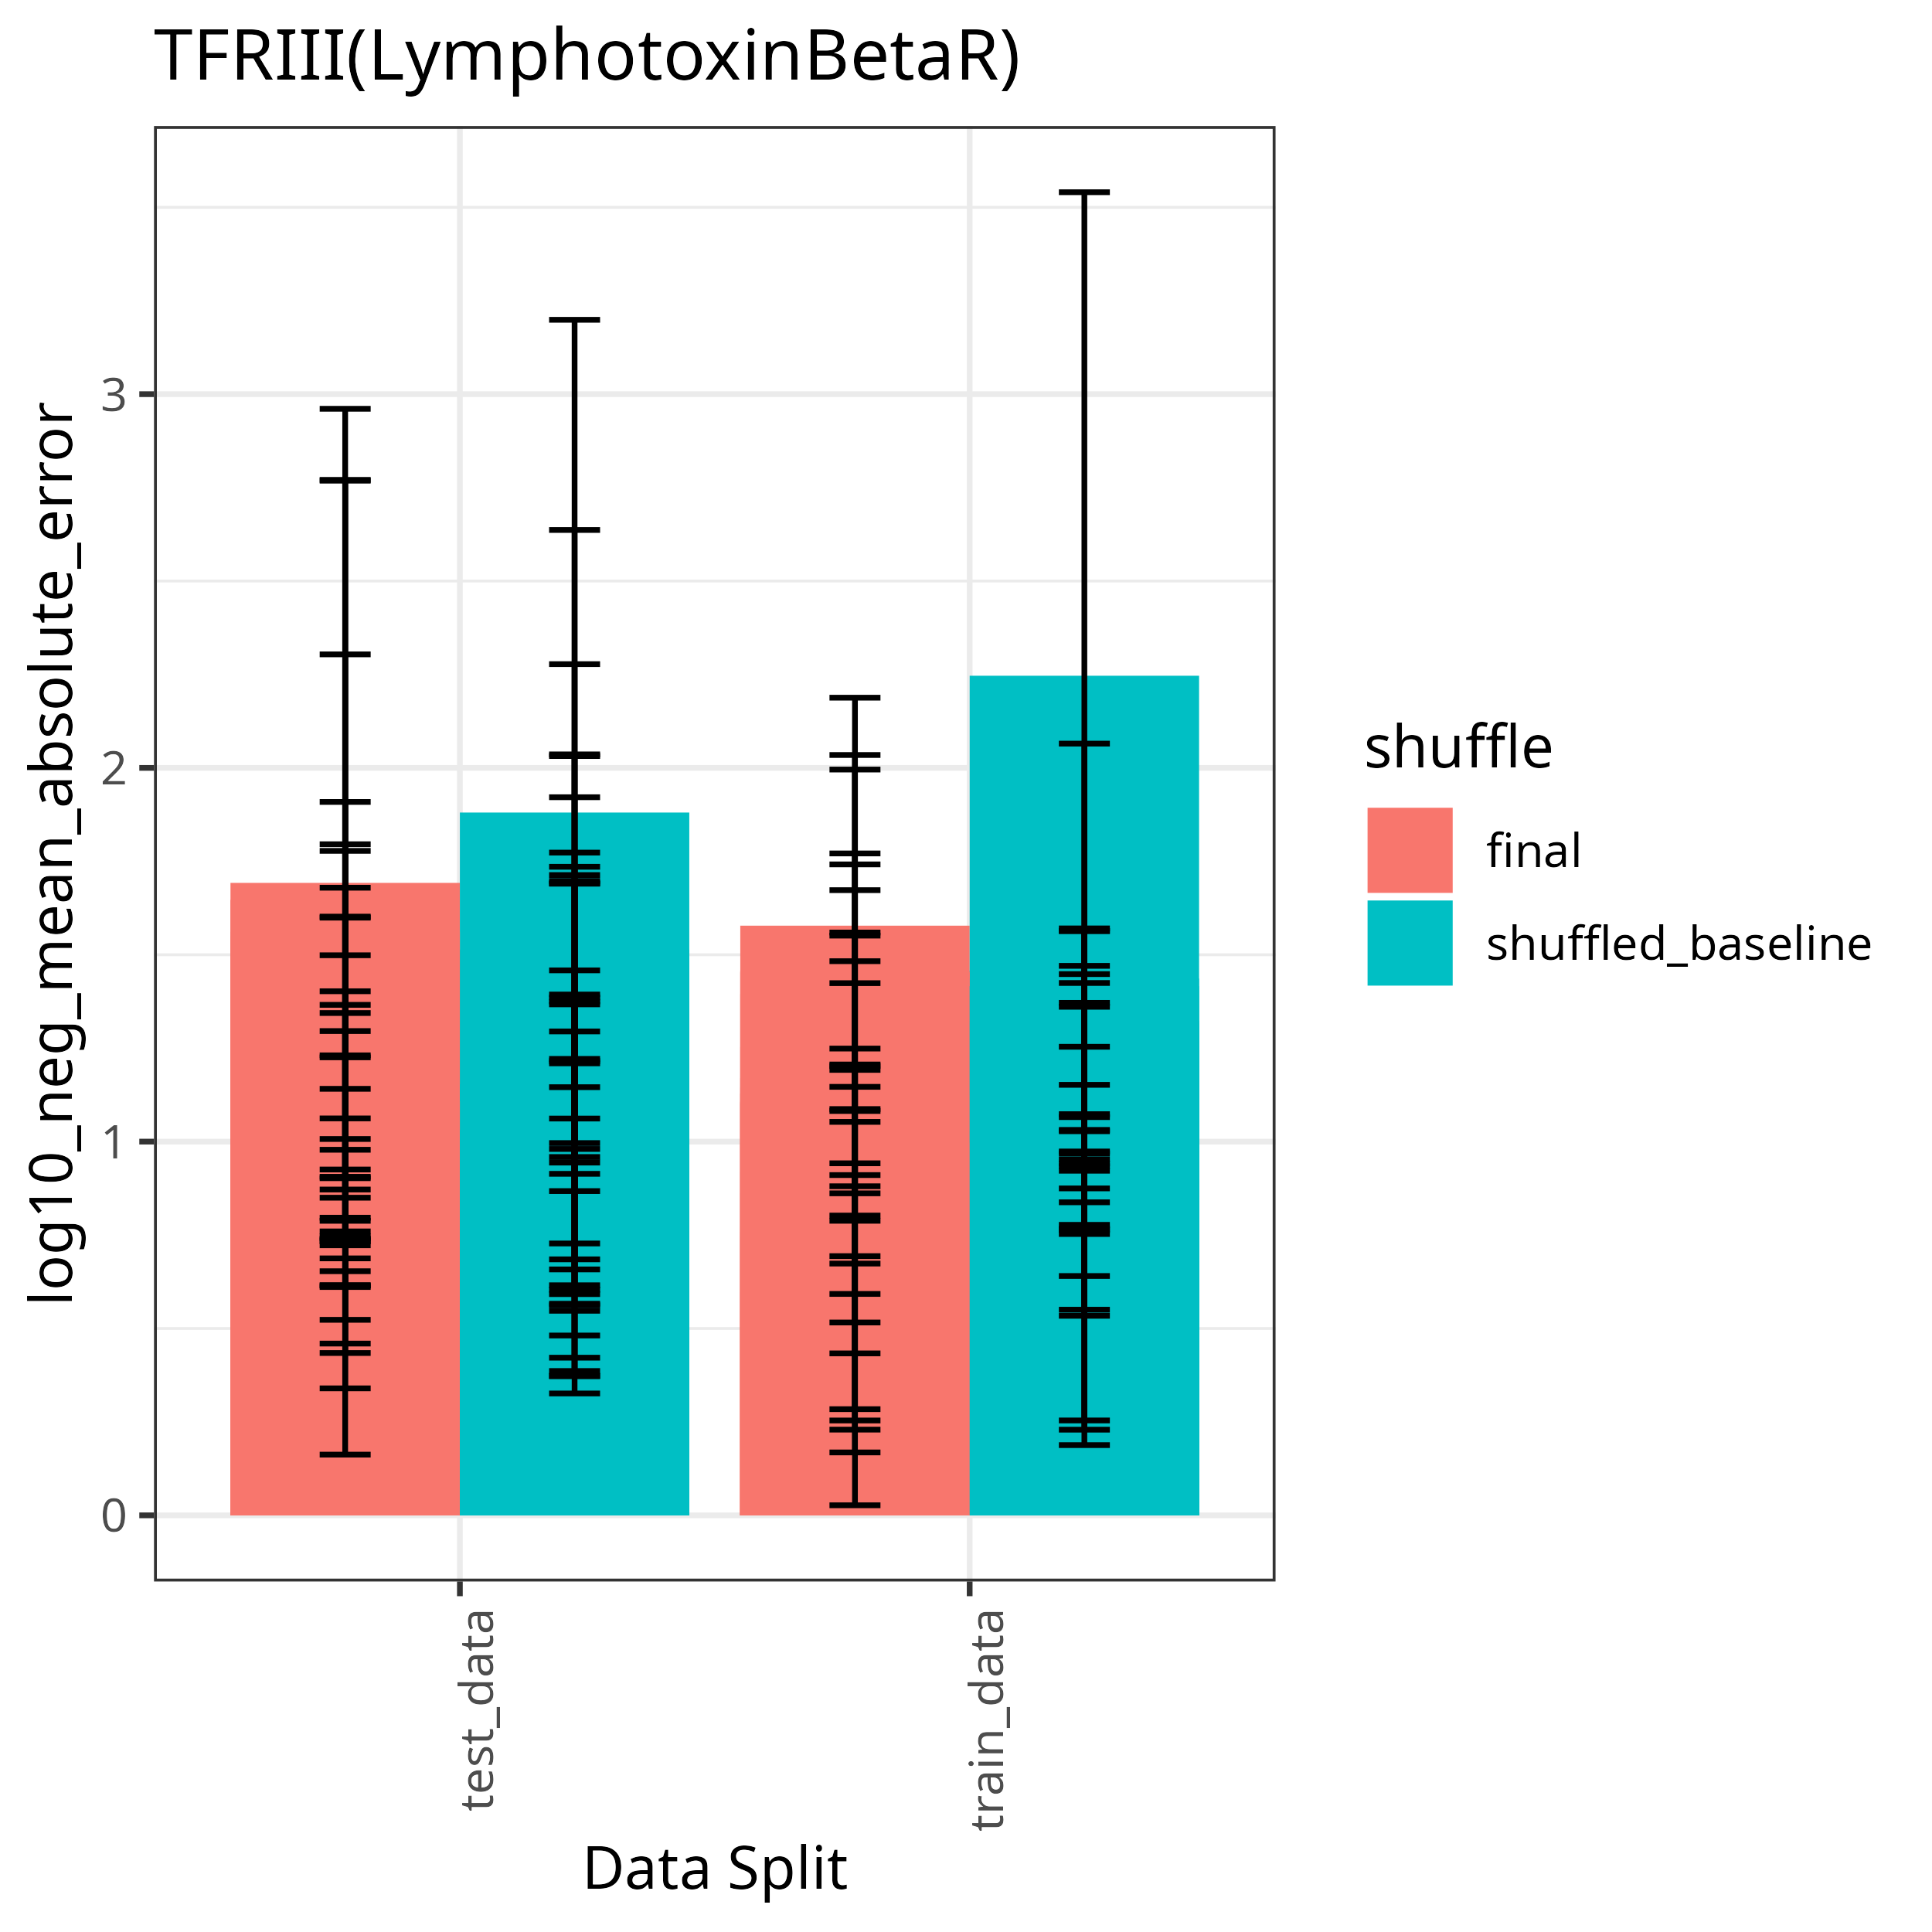 TFRIII(LymphotoxinBetaR)
log10_neg_mean_absolute_error
3
2
1
0
test_data
train_data
Data Split
shuffle
final
shuffled_baseline